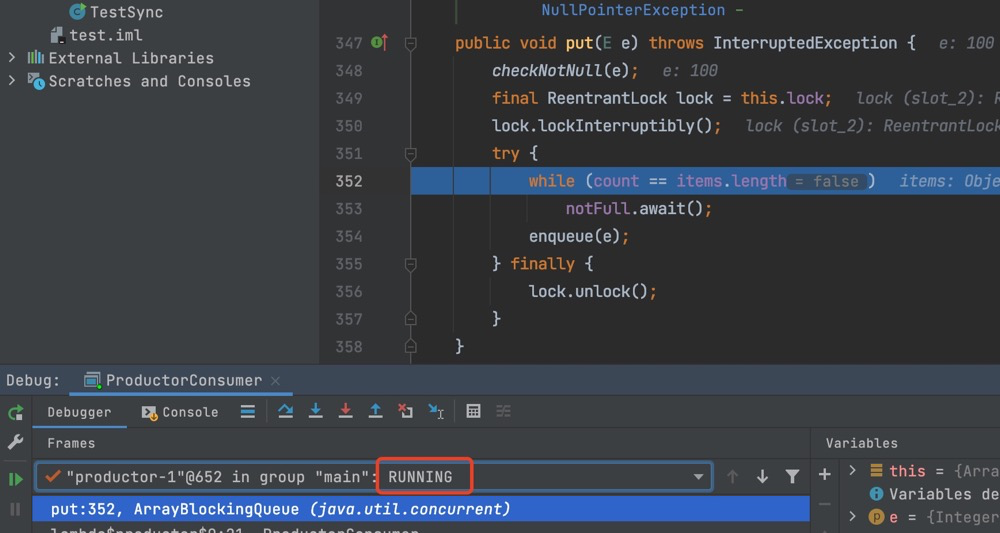 TestSync
test.iml
External Libraries
Scratches and Consoles
NullPointerException –
347 public void put(E e) throws InterruptedException { e: 100
348 checkNotNull(e); e: 100
349 final ReentrantLock lock = this.lock; lock (slot_2): R
350 lock.lockInterruptibly(); lock (slot_2): ReentrantLock
351 try {
352 while (count == items.length = false ) items: Obje
353 notFull.await();
354 enqueue(e);
355 } finally {
356 lock.unlock();
357 }
358 }
Debug: ProductorConsumer
Debugger Console
Frames Variables
"productor-1"@652 in group "main": RUNNING
this = {Arra
put:352, ArrayBlockingQueue (java.util.concurrent)
Variables de
e = {Integer